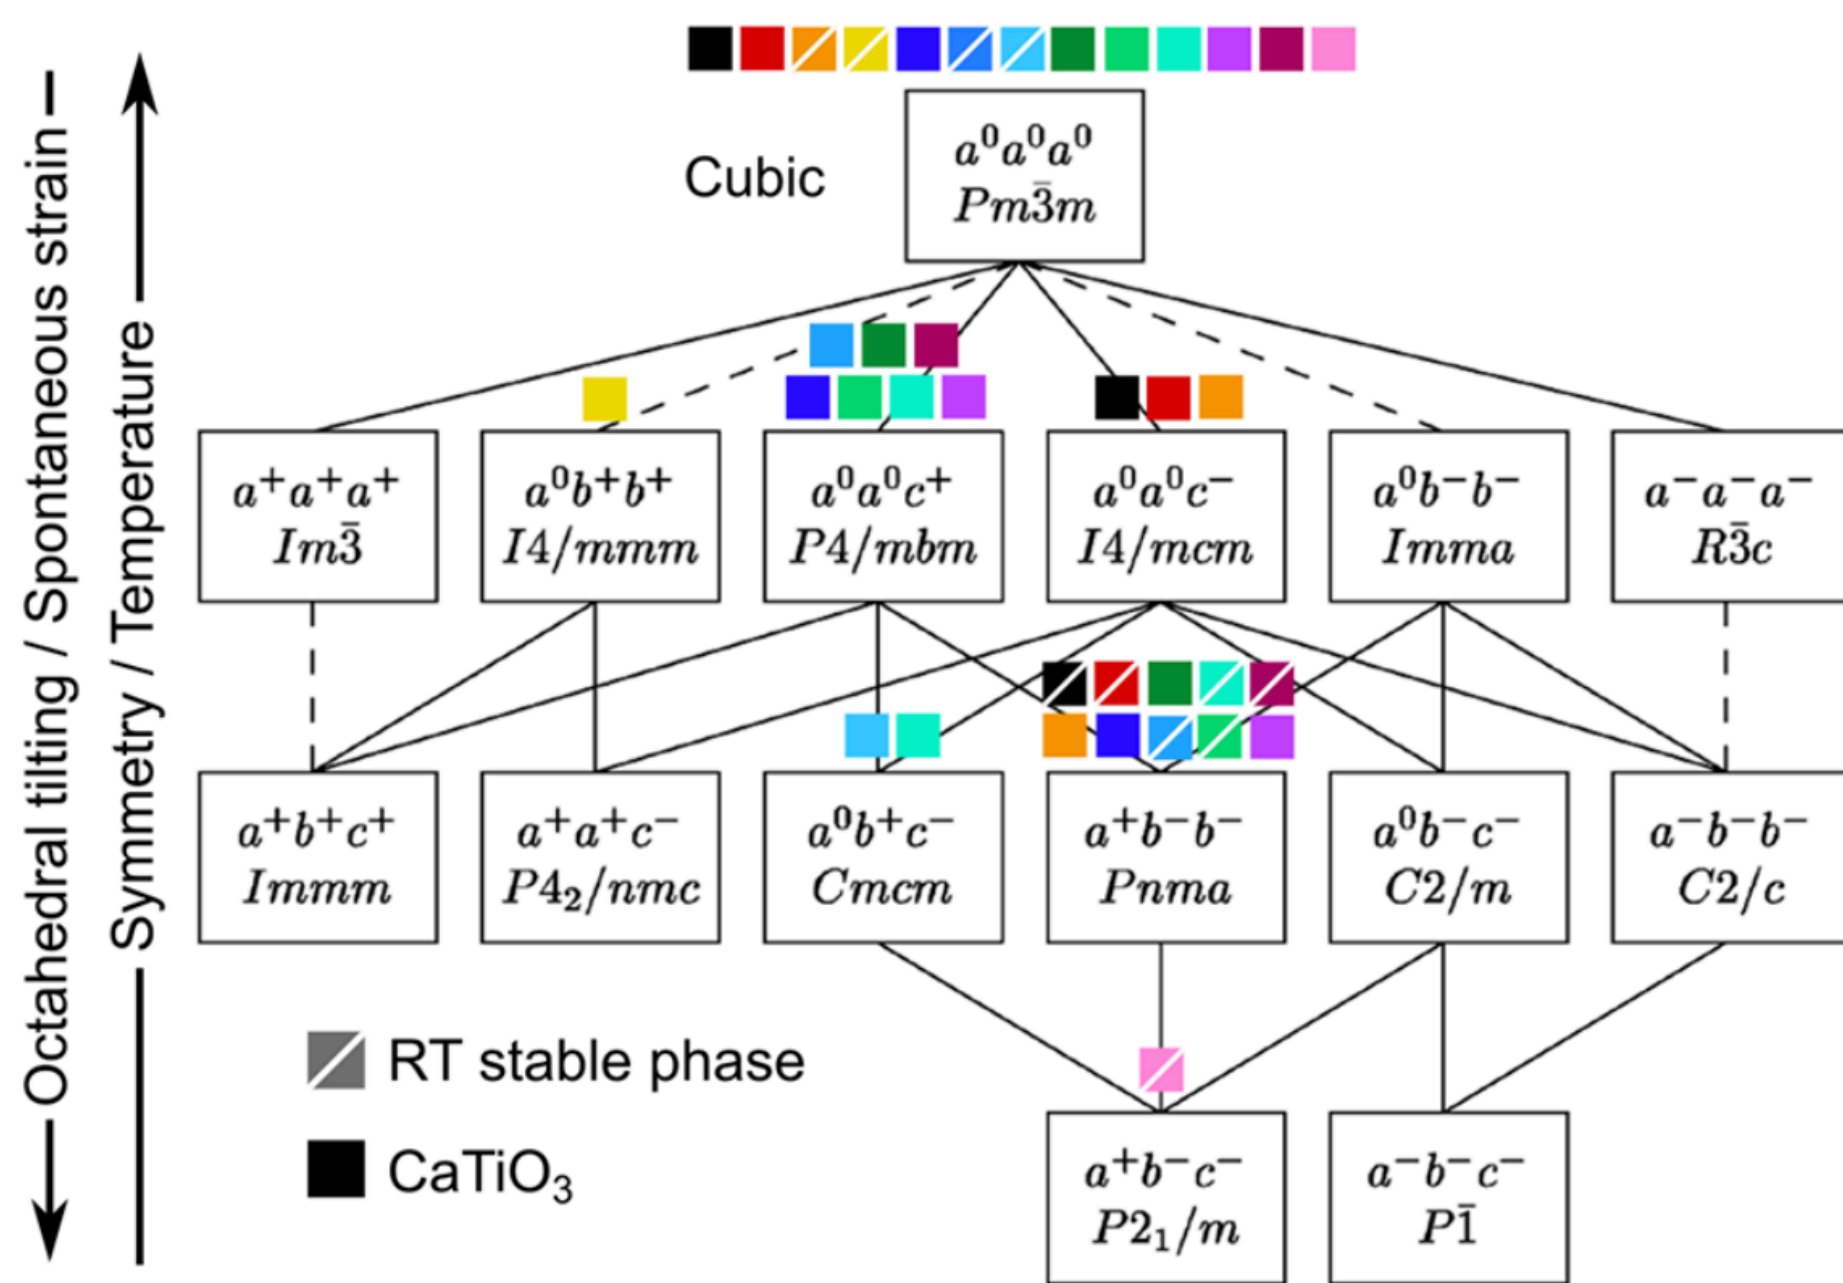 Octahedral tilting / Spontaneous strain
Symmetry / Temperature
Cubic
a⁰a⁰a⁰
Pm3̄m
a⁺a⁺a⁺
Im3̄
a⁰b⁺b⁺
I4/mmm
a⁰a⁰c⁺
P4/mbm
a⁰a⁰c⁻
I4/mcm
a⁰b⁻b⁻
Imma
a⁻a⁻a⁻
R3̄c
a⁺b⁺c⁺
Immm
a⁺a⁺c⁻
P4₂/nmc
a⁰b⁺c⁻
Cmcm
a⁺b⁻b⁻
Pnma
a⁰b⁻c⁻
C2/m
a⁻b⁻b⁻
C2/c
RT stable phase
CaTiO₃
a⁺b⁻c⁻
P2₁/m
a⁻b⁻c⁻
P1̄